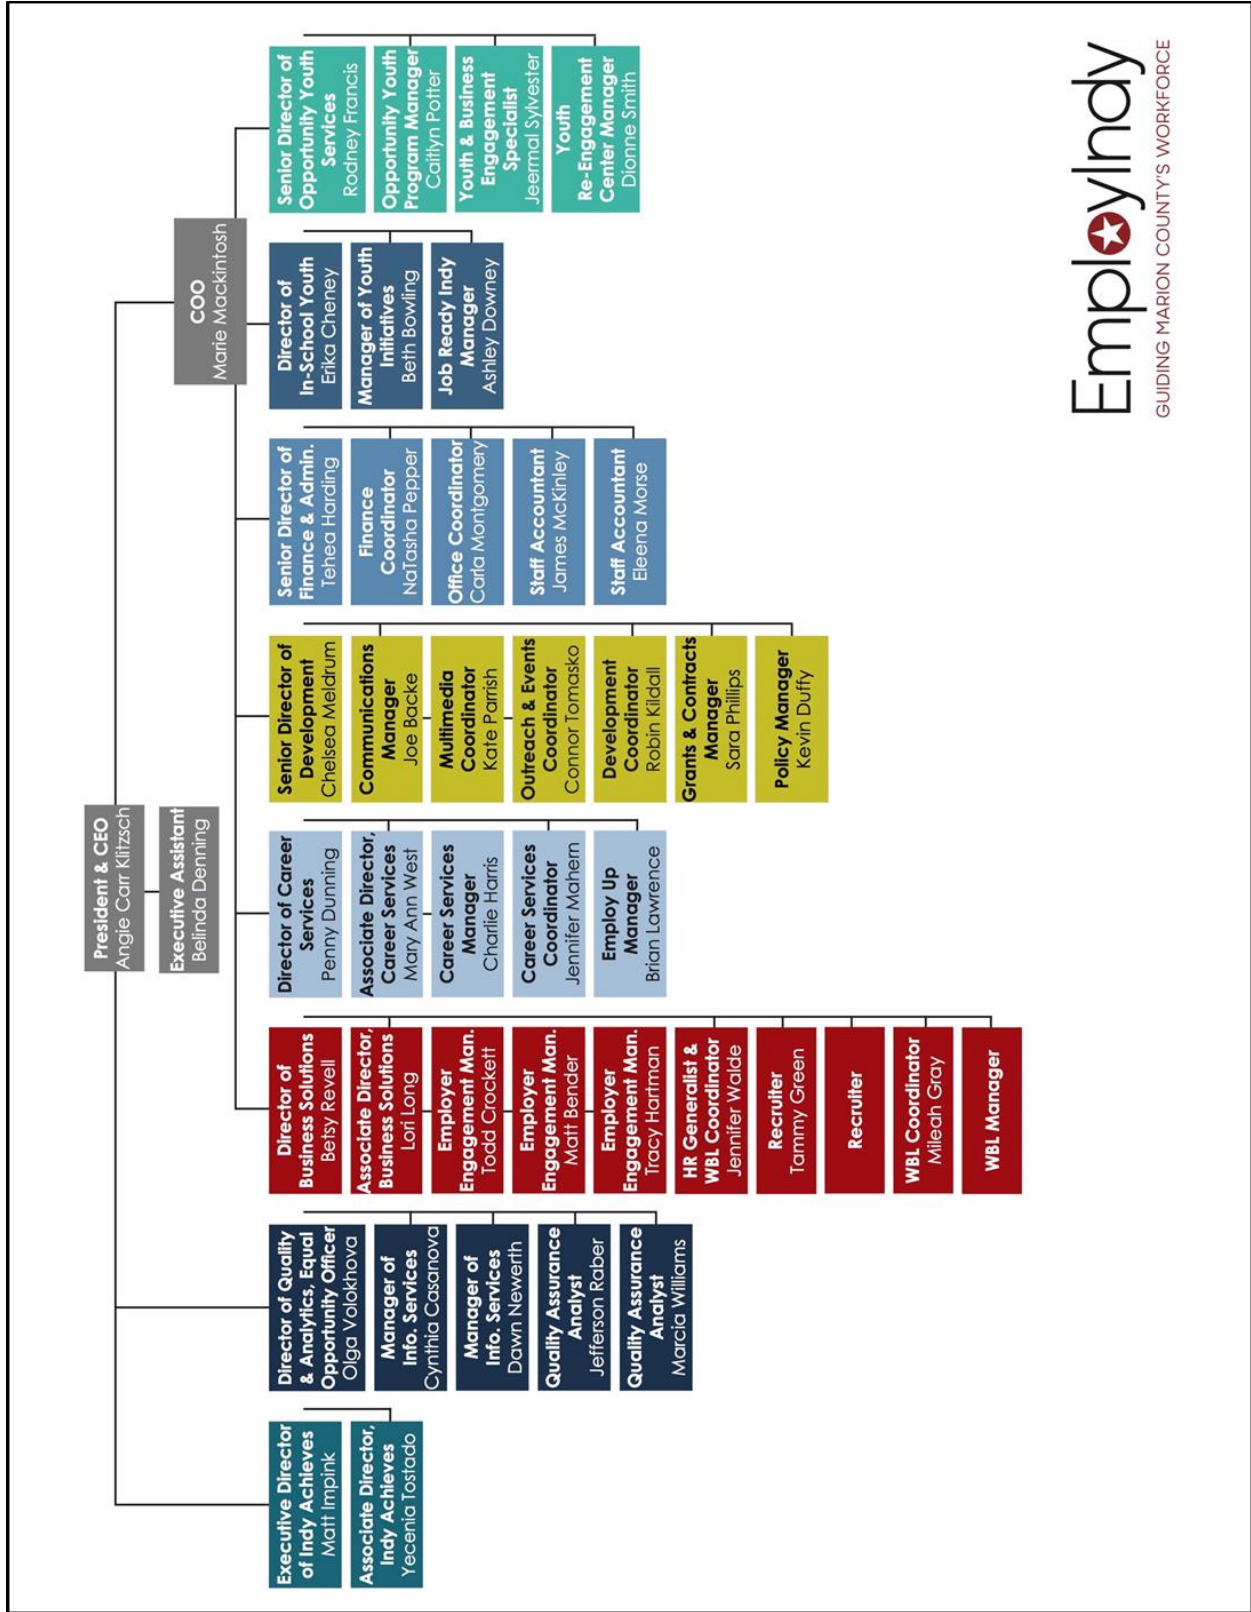 President & CEO
Angie Carr Klitzsch
Executive Assistant
Belinda Denning
COO
Marie Mackintosh
Executive Director
of Indy Achieves
Matt Impink
Associate Director,
Indy Achieves
Yecenia Tostado
Director of Quality
& Analytics, Equal
Opportunity Officer
Olga Volokhova
Manager of
Info. Services
Cynthia Casanova
Manager of
Info. Services
Dawn Newerth
Quality Assurance
Analyst
Jefferson Raber
Quality Assurance
Analyst
Marcia Williams
Director of
Business Solutions
Betsy Revell
Associate Director,
Business Solutions
Lori Long
Employer
Engagement Man.
Todd Crockett
Employer
Engagement Man.
Matt Bender
Employer
Engagement Man.
Tracy Hartman
HR Generalist &
WBL Coordinator
Jennifer Walde
Recruiter
Tammy Green
Recruiter
WBL Coordinator
Mileah Gray
WBL Manager
Director of Career
Services
Penny Dunning
Associate Director,
Career Services
Mary Ann West
Career Services
Manager
Charlie Harris
Career Services
Coordinator
Jennifer Mahern
Employ Up
Manager
Brian Lawrence
Senior Director of
Development
Chelsea Meldrum
Communications
Manager
Joe Backe
Multimedia
Coordinator
Kate Parrish
Outreach & Events
Coordinator
Connor Tomasko
Development
Coordinator
Robin Kildall
Grants & Contracts
Manager
Sara Phillips
Policy Manager
Kevin Duffy
Senior Director of
Finance & Admin.
Tehea Harding
Finance
Coordinator
NaTasha Pepper
Office Coordinator
Carla Montgomery
Staff Accountant
James McKinley
Staff Accountant
Eleena Morse
Director of
In-School Youth
Erika Cheney
Manager of Youth
Initiatives
Beth Bowling
Job Ready Indy
Manager
Ashley Downey
Senior Director of
Opportunity Youth
Services
Rodney Francis
Opportunity Youth
Program Manager
Caitlyn Potter
Youth & Business
Engagement
Specialist
Jeermal Sylvester
Youth
Re-Engagement
Center Manager
Dionne Smith
EmployIndy
GUIDING MARION COUNTY'S WORKFORCE